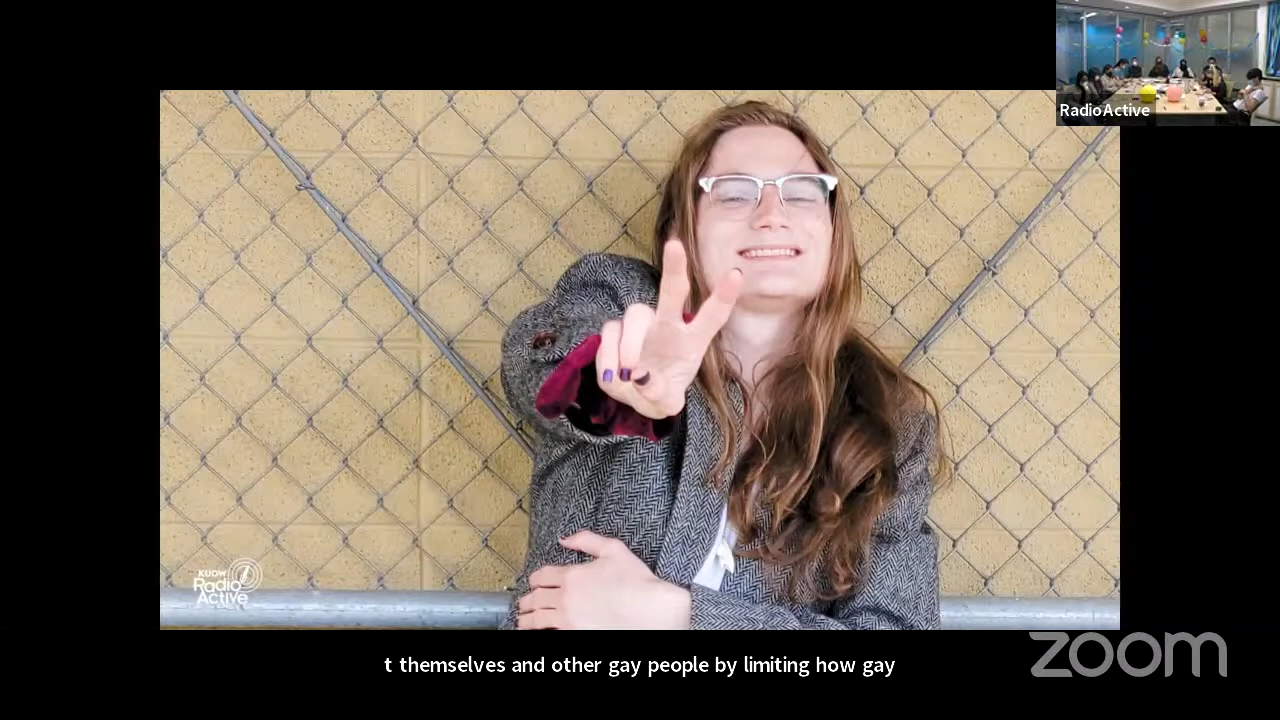 RadioActive
KUOW
Radio
Active
t themselves and other gay people by limiting how gay
zoom